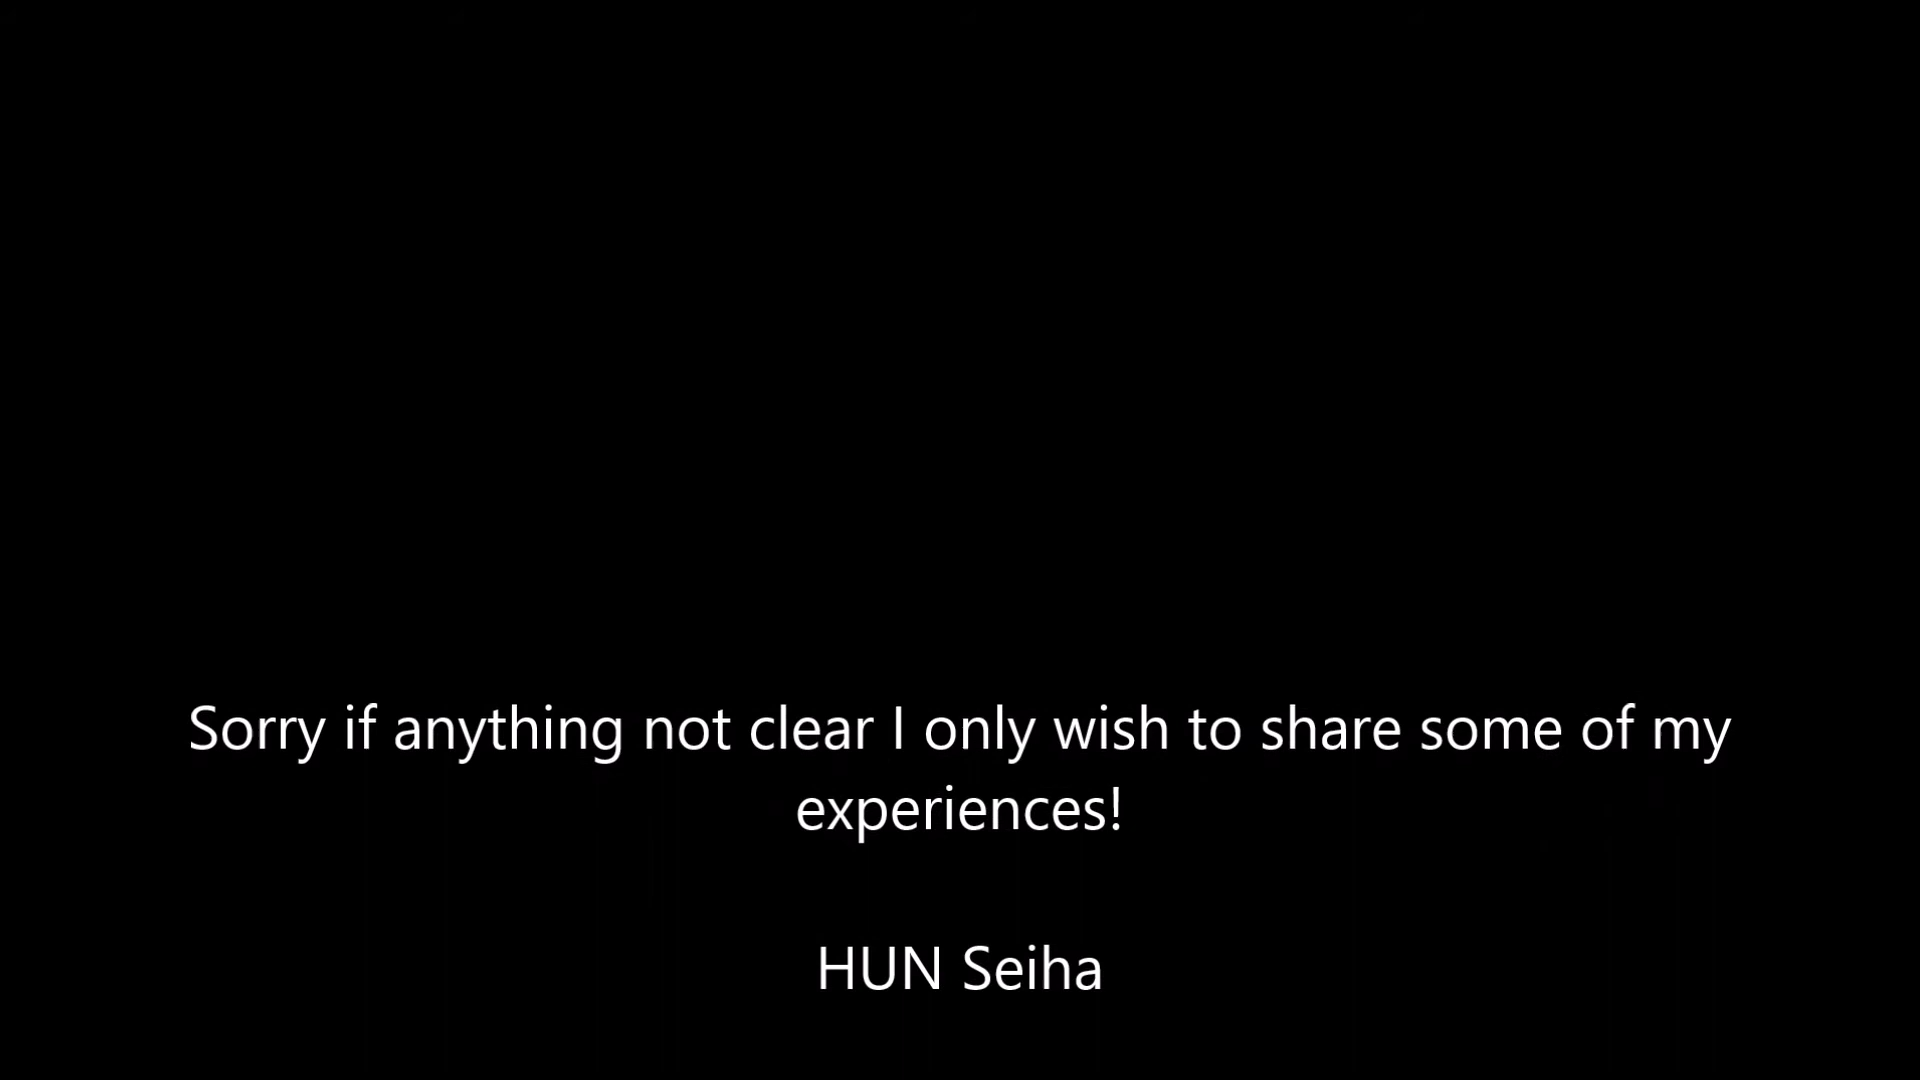 Sorry if anything not clear I only wish to share some of my
experiences!
HUN Seiha